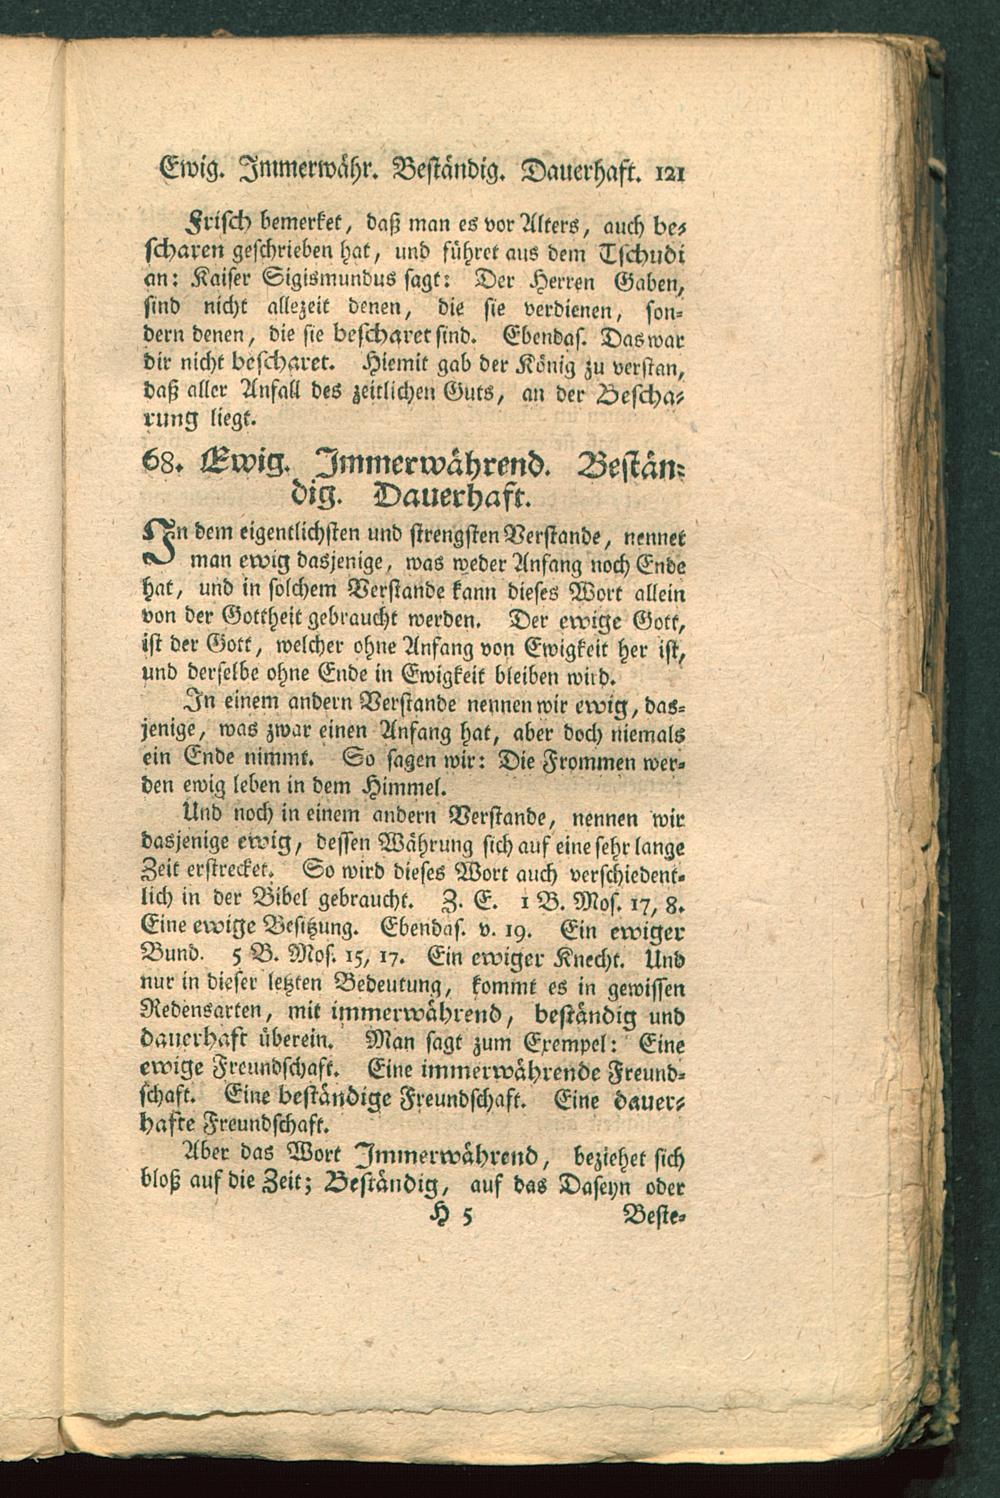 Ewig. Immerwähr. Beständig. Dauerhaft. 121
Frisch bemerket, daß man es vor Alters, auch be-
scharen geschrieben hat, und führet aus dem Tschudi
an: Kaiser Sigismundus sagt: Der Herren Gaben,
sind nicht allezeit denen, die sie verdienen, son-
dern denen, die sie bescharet sind. Ebendas. Das war
dir nicht bescharet. Hiemit gab der König zu verstan,
daß aller Anfall des zeitlichen Guts, an der Bescha-
rung liegt.
68. Ewig. Immerwährend. Bestän-
dig. Dauerhaft.
In dem eigentlichsten und strengsten Verstande, nennet
man ewig dasjenige, was weder Anfang noch Ende
hat, und in solchem Verstande kann dieses Wort allein
von der Gottheit gebraucht werden. Der ewige Gott,
ist der Gott, welcher ohne Anfang von Ewigkeit her ist,
und derselbe ohne Ende in Ewigkeit bleiben wird.
In einem andern Verstande nennen wir ewig, das-
jenige, was zwar einen Anfang hat, aber doch niemals
ein Ende nimmt. So sagen wir: Die Frommen wer-
den ewig leben in dem Himmel.
Und noch in einem andern Verstande, nennen wir
dasjenige ewig, dessen Währung sich auf eine sehr lange
Zeit erstrecket. So wird dieses Wort auch verschiedent-
lich in der Bibel gebraucht. Z. E. 1 B. Mos. 17, 8.
Eine ewige Besitzung. Ebendas. v. 19. Ein ewiger
Bund. 5 B. Mos. 15, 17. Ein ewiger Knecht. Und
nur in dieser letzten Bedeutung, kommt es in gewissen
Redensarten, mit immerwährend, beständig und
dauerhaft überein. Man sagt zum Exempel: Eine
ewige Freundschaft. Eine immerwährende Freund-
schaft. Eine beständige Freundschaft. Eine dauer-
hafte Freundschaft.
Aber das Wort Immerwährend, beziehet sich
bloß auf die Zeit; Beständig, auf das Daseyn oder
H 5 Beste-